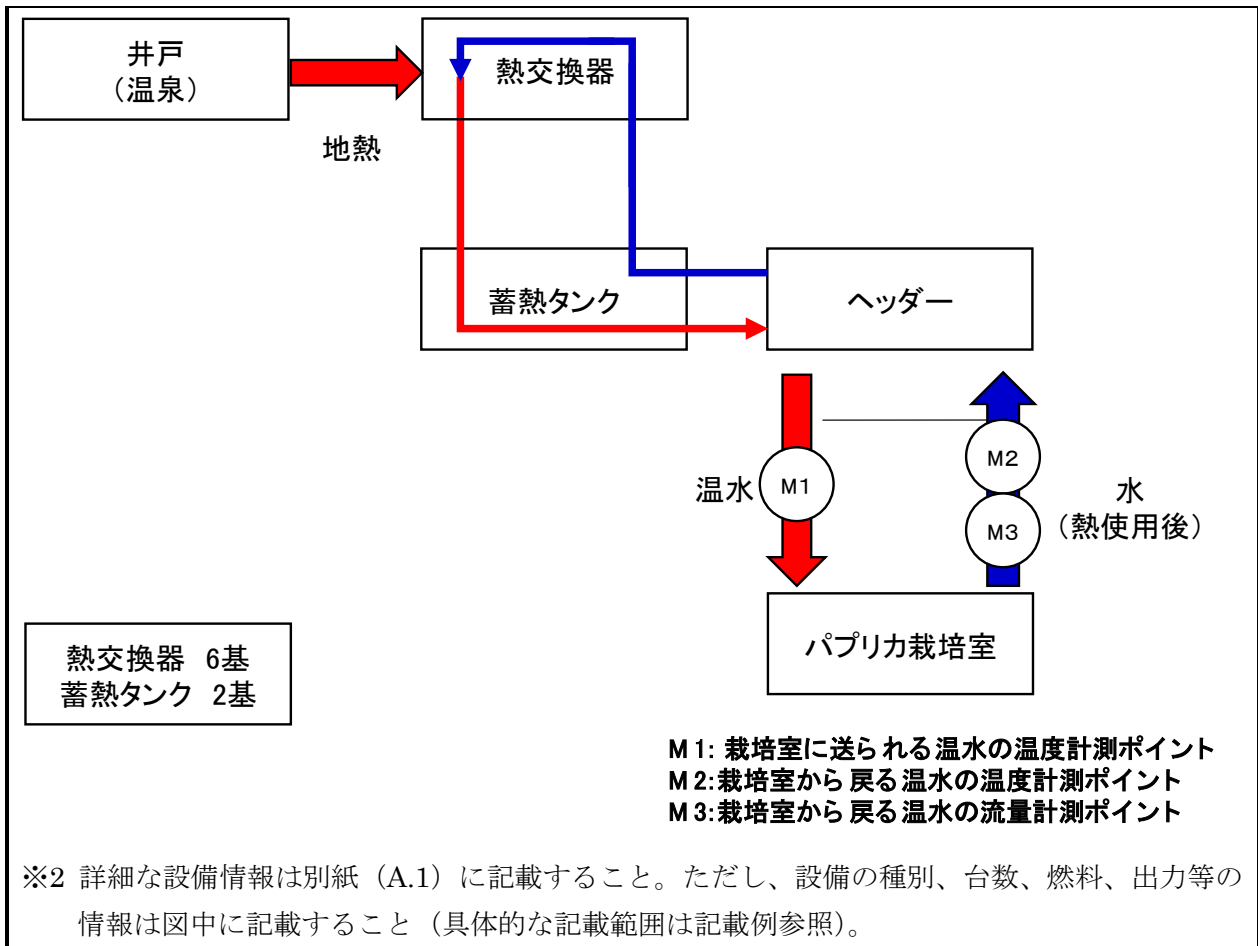 井戸
（温泉）
熱交換器
地熱
蓄熱タンク
ヘッダー
温水
M1
M2
M3
水
（熱使用後）
パプリカ栽培室
熱交換器 6基
蓄熱タンク 2基
M1: 栽培室に送られる温水の温度計測ポイント
M2:栽培室から戻る温水の温度計測ポイント
M3:栽培室から戻る温水の流量計測ポイント
※2 詳細な設備情報は別紙（A.1）に記載すること。ただし、設備の種別、台数、燃料、出力等の
情報は図中に記載すること（具体的な記載範囲は記載例参照）。